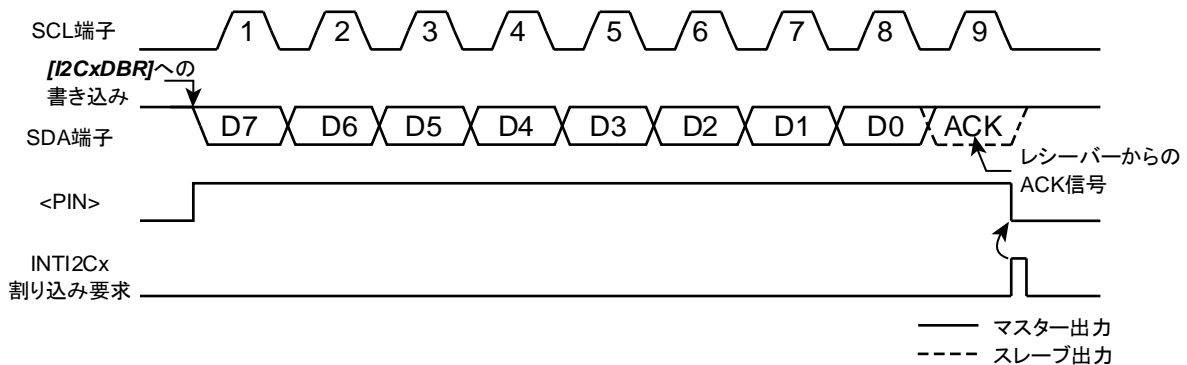 SCL端子
1 2 3 4 5 6 7 8 9
[I2CxDBR]への
書き込み
SDA端子
D7 D6 D5 D4 D3 D2 D1 D0 ACK
レシーバーからの
ACK信号
<PIN>
INTI2Cx
割り込み要求
マスター出力
スレーブ出力